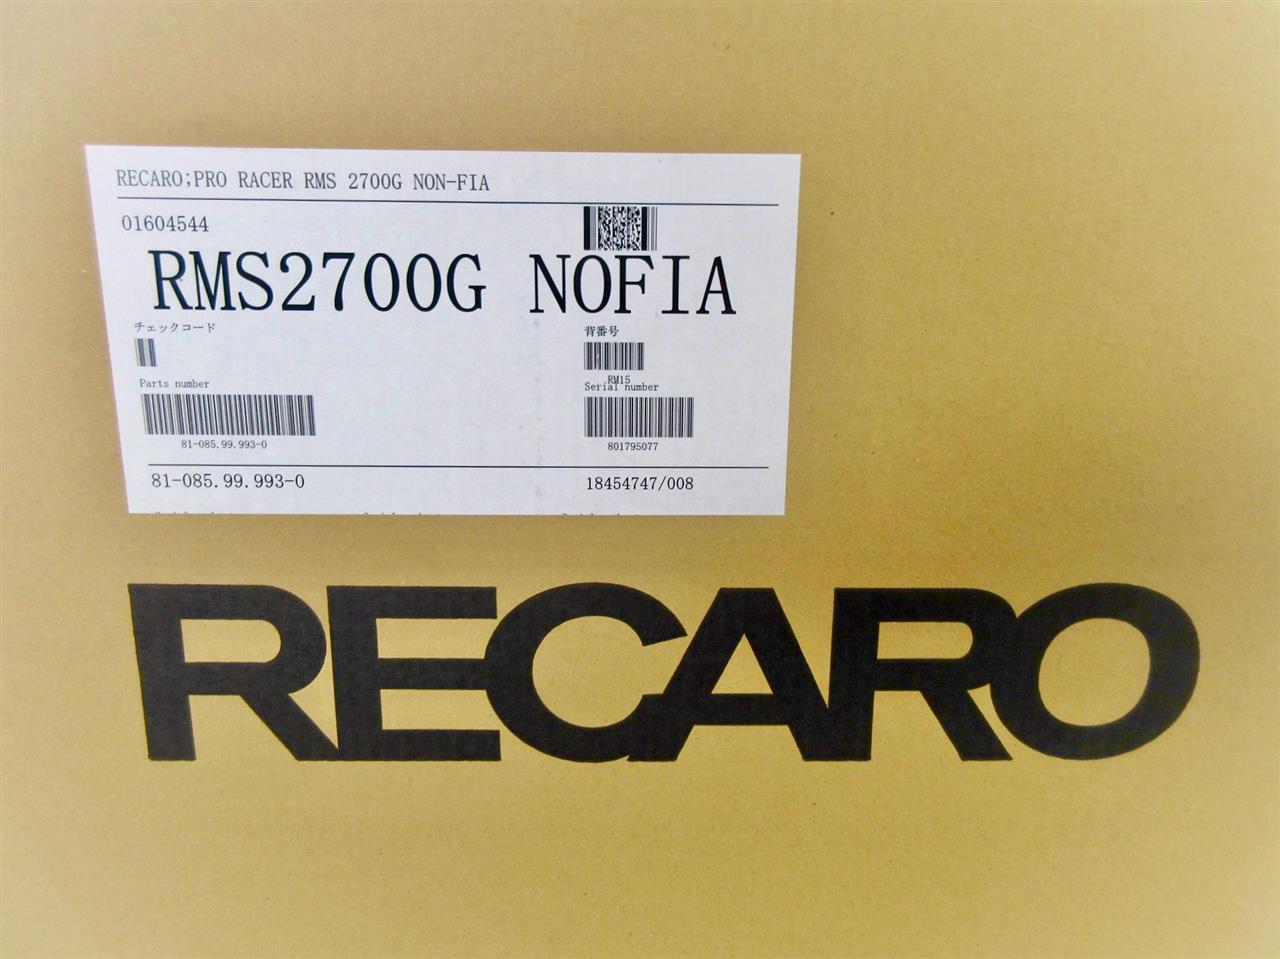 RECARO;PRO RACER RMS 2700G NON-FIA
01604544
RMS2700G NOFIA
チェックコード
背番号
RM15
Parts number
Serial number
81-085.99.993-0
801795077
81-085.99.993-0
18454747/008
RECARO